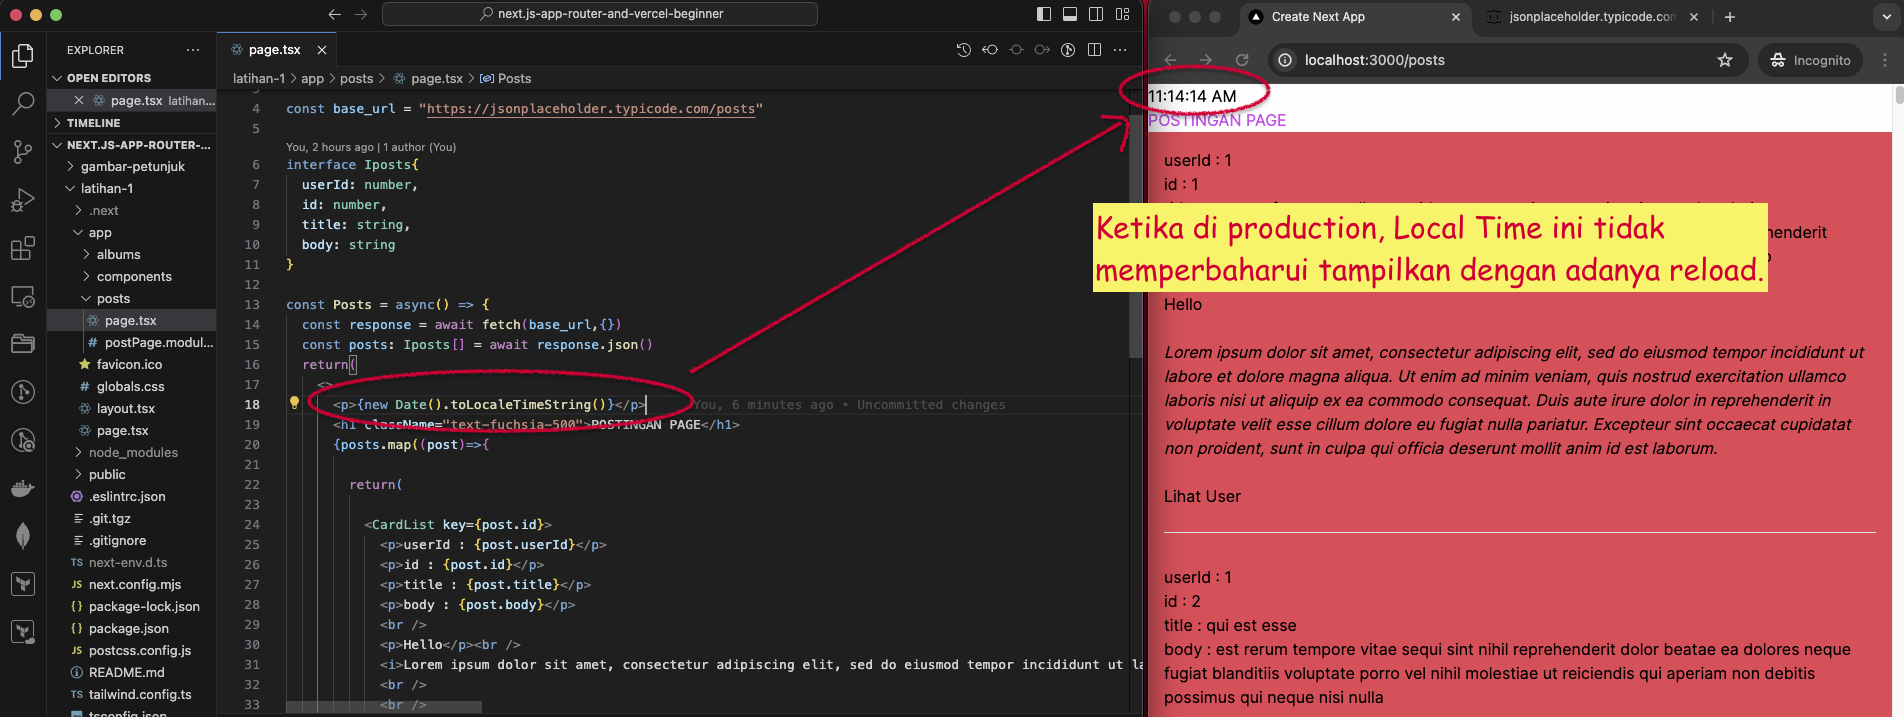 next.js-app-router-and-vercel-beginner
EXPLORER
OPEN EDITORS
page.tsx latihan...
TIMELINE
NEXT.JS-APP-ROUTER-...
gambar-petunjuk
latihan-1
.next
app
albums
components
posts
page.tsx
postPage.modul...
favicon.ico
globals.css
layout.tsx
page.tsx
node_modules
public
.eslintrc.json
.git.tgz
.gitignore
TS next-env.d.ts
JS next.config.mjs
{} package-lock.json
{} package.json
JS postcss.config.js
README.md
TS tailwind.config.ts
tsconfig.json
page.tsx
latihan-1 > app > posts > page.tsx > Posts
4 const base_url = "https://jsonplaceholder.typicode.com/posts"
5
You, 2 hours ago | 1 author (You)
6 interface Iposts{
7 userId: number,
8 id: number,
9 title: string,
10 body: string
11 }
12
13 const Posts = async() => {
14 const response = await fetch(base_url,{})
15 const posts: Iposts[] = await response.json()
16 return(
17 <>
18 <p>{new Date().toLocaleTimeString()}</p> You, 6 minutes ago • Uncommitted changes
19 <h1 className="text-fuchsia-500">POSTINGAN PAGE</h1>
20 {posts.map((post)=>{
21
22 return(
23
24 <CardList key={post.id}>
25 <p>userId : {post.userId}</p>
26 <p>id : {post.id}</p>
27 <p>title : {post.title}</p>
28 <p>body : {post.body}</p>
29 <br />
30 <p>Hello</p><br />
31 <i>Lorem ipsum dolor sit amet, consectetur adipiscing elit, sed do eiusmod tempor incididunt ut la
32 <br />
33 <br />
Create Next App
jsonplaceholder.typicode.con
localhost:3000/posts
Incognito
11:14:14 AM
POSTINGAN PAGE
userId : 1
id : 1
Ketika di production, Local Time ini tidak
memperbaharui tampilkan dengan adanya reload.
henderit
Hello
Lorem ipsum dolor sit amet, consectetur adipiscing elit, sed do eiusmod tempor incididunt ut
labore et dolore magna aliqua. Ut enim ad minim veniam, quis nostrud exercitation ullamco
laboris nisi ut aliquip ex ea commodo consequat. Duis aute irure dolor in reprehenderit in
voluptate velit esse cillum dolore eu fugiat nulla pariatur. Excepteur sint occaecat cupidatat
non proident, sunt in culpa qui officia deserunt mollit anim id est laborum.
Lihat User
userId : 1
id : 2
title : qui est esse
body : est rerum tempore vitae sequi sint nihil reprehenderit dolor beatae ea dolores neque
fugiat blanditiis voluptate porro vel nihil molestiae ut reiciendis qui aperiam non debitis
possimus qui neque nisi nulla